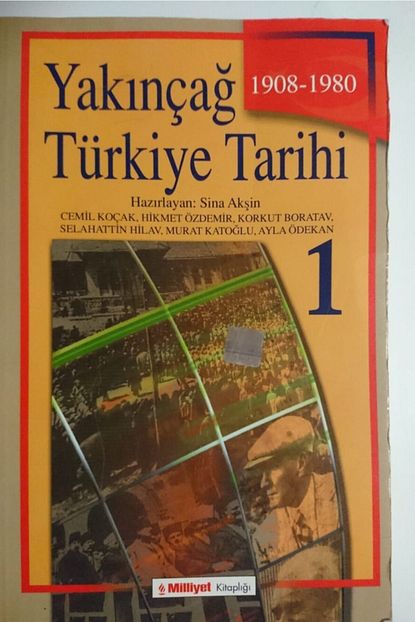 Yakınçağ
1908-1980
Türkiye Tarihi
Hazırlayan: Sina Akşin
CEMİL KOÇAK, HİKMET ÖZDEMİR, KORKUT BORATAV,
SELAHATTİN HİLAV, MURAT KATOĞLU, AYLA ÖDEKAN
1
Milliyet Kitaplığı